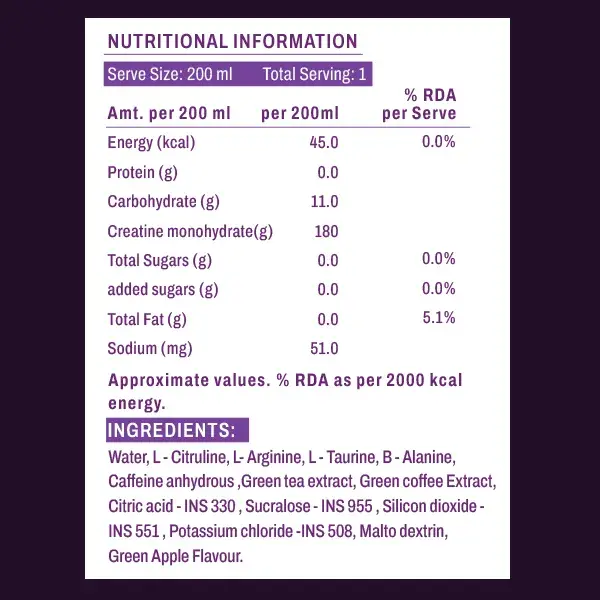 NUTRITIONAL INFORMATION
Serve Size: 200 ml Total Serving: 1
% RDA
Amt. per 200 ml per 200ml per Serve
Energy (kcal) 45.0 0.0%
Protein (g) 0.0
Carbohydrate (g) 11.0
Creatine monohydrate(g) 180
Total Sugars (g) 0.0 0.0%
added sugars (g) 0.0 0.0%
Total Fat (g) 0.0 5.1%
Sodium (mg) 51.0
Approximate values. % RDA as per 2000 kcal
energy.
INGREDIENTS:
Water, L - Citruline, L- Arginine, L - Taurine, B - Alanine,
Caffeine anhydrous ,Green tea extract, Green coffee Extract,
Citric acid - INS 330 , Sucralose - INS 955 , Silicon dioxide -
INS 551 , Potassium chloride -INS 508, Malto dextrin,
Green Apple Flavour.